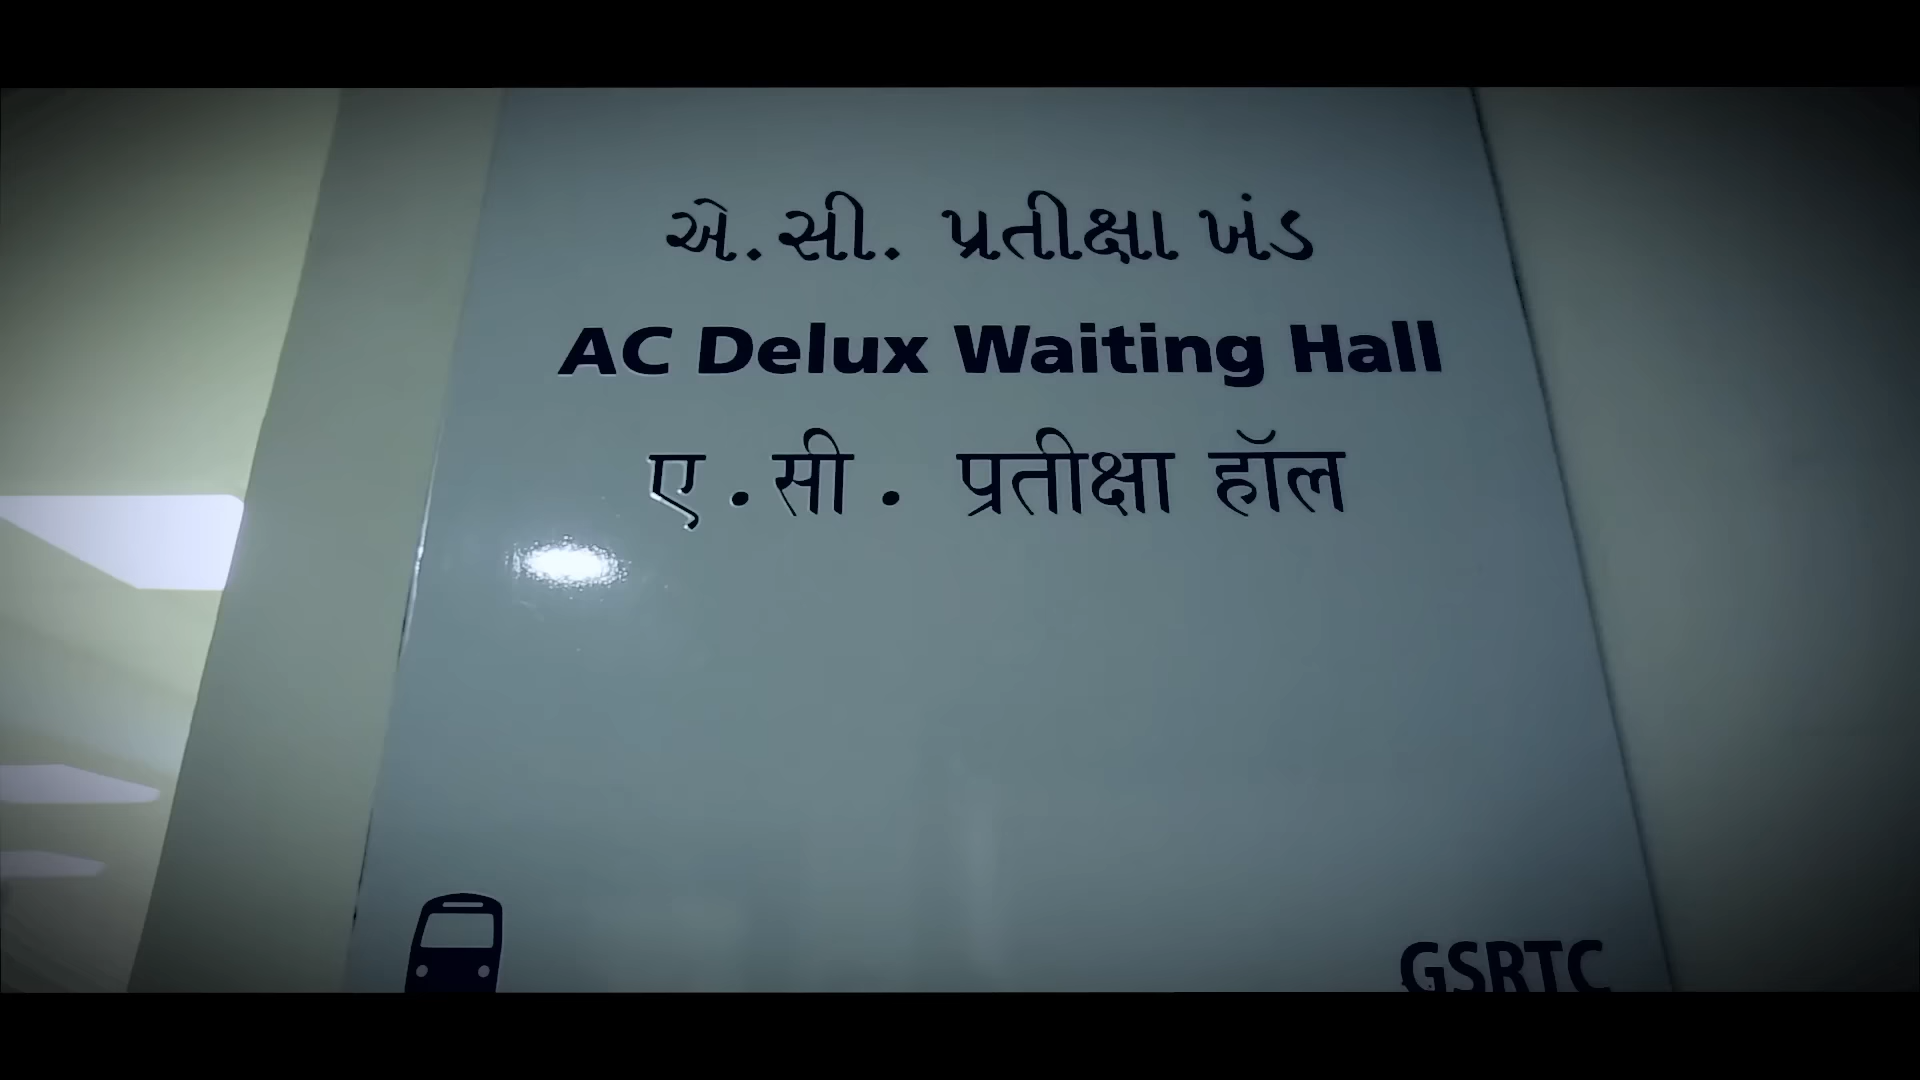 એ.સી. પ્રતીક્ષા ખંડ
AC Delux Waiting Hall
ए.सी. प्रतीक्षा हॉल
GSRTC